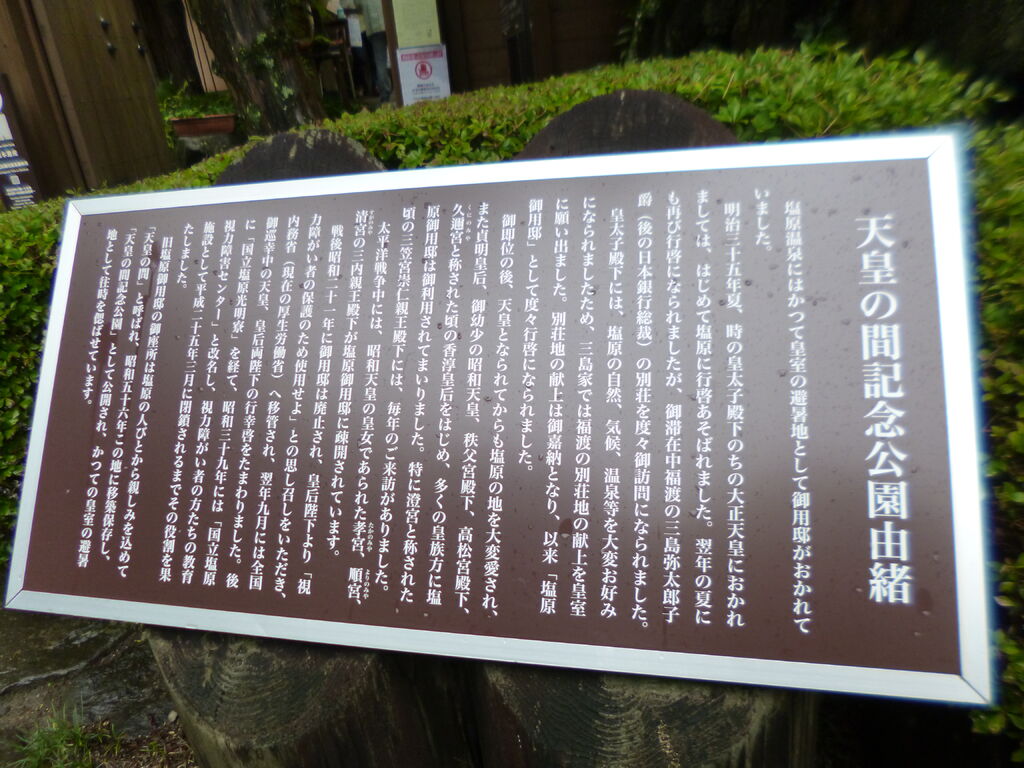 天皇の間記念公園由緒
塩原温泉にはかつて皇室の避暑地として御用邸がおかれて
いました。
明治三十五年夏、時の皇太子殿下のちの大正天皇におかれ
ましては、はじめて塩原に行啓あそばれました。翌年の夏に
も再び行啓になられましたが、御滞在中福渡の三島弥太郎子
爵（後の日本銀行総裁）の別荘を度々御訪問になられました。
皇太子殿下には、塩原の自然、気候、温泉等を大変お好み
になられましたため、三島家では福渡の別荘地の献上を皇室
に願い出ました。別荘地の献上は御嘉納となり、以来「塩原
御用邸」として度々行啓になられました。
御即位の後、天皇となられてからも塩原の地を大変愛され、
また貞明皇后、御幼少の昭和天皇、秩父宮殿下、高松宮殿下、
久邇宮と称された頃の香淳皇后をはじめ、多くの皇族方に塩
くにのみや
原御用邸は御利用されてまいりました。特に澄宮と称された
頃の三笠宮崇仁親王殿下には、毎年のご来訪がありました。
太平洋戦争中には、昭和天皇の皇女であられた孝宮、順宮、
たかのみや
よりのみや
清宮の三内親王殿下が塩原御用邸に疎開されています。
すがのみや
戦後昭和二十一年に御用邸は廃止され、皇后陛下より「視
力障がい者の保護のため使用せよ」との思し召しをいただき、
内務省（現在の厚生労働省）へ移管され、翌年九月には全国
御巡幸中の天皇、皇后両陛下の行幸啓をたまわりました。後
に「国立塩原光明寮」を経て、昭和三十九年には「国立塩原
視力障害センター」と改名し、視力障がい者の方たちの教育
施設として平成二十五年三月に閉鎖されるまでその役割を果
たしました。
旧塩原御用邸の御座所は塩原の人びとから親しみを込めて
「天皇の間」と呼ばれ、昭和五十六年この地に移築保存し、
「天皇の間記念公園」として公開され、かつての皇室の避暑
地として往時を偲ばせています。